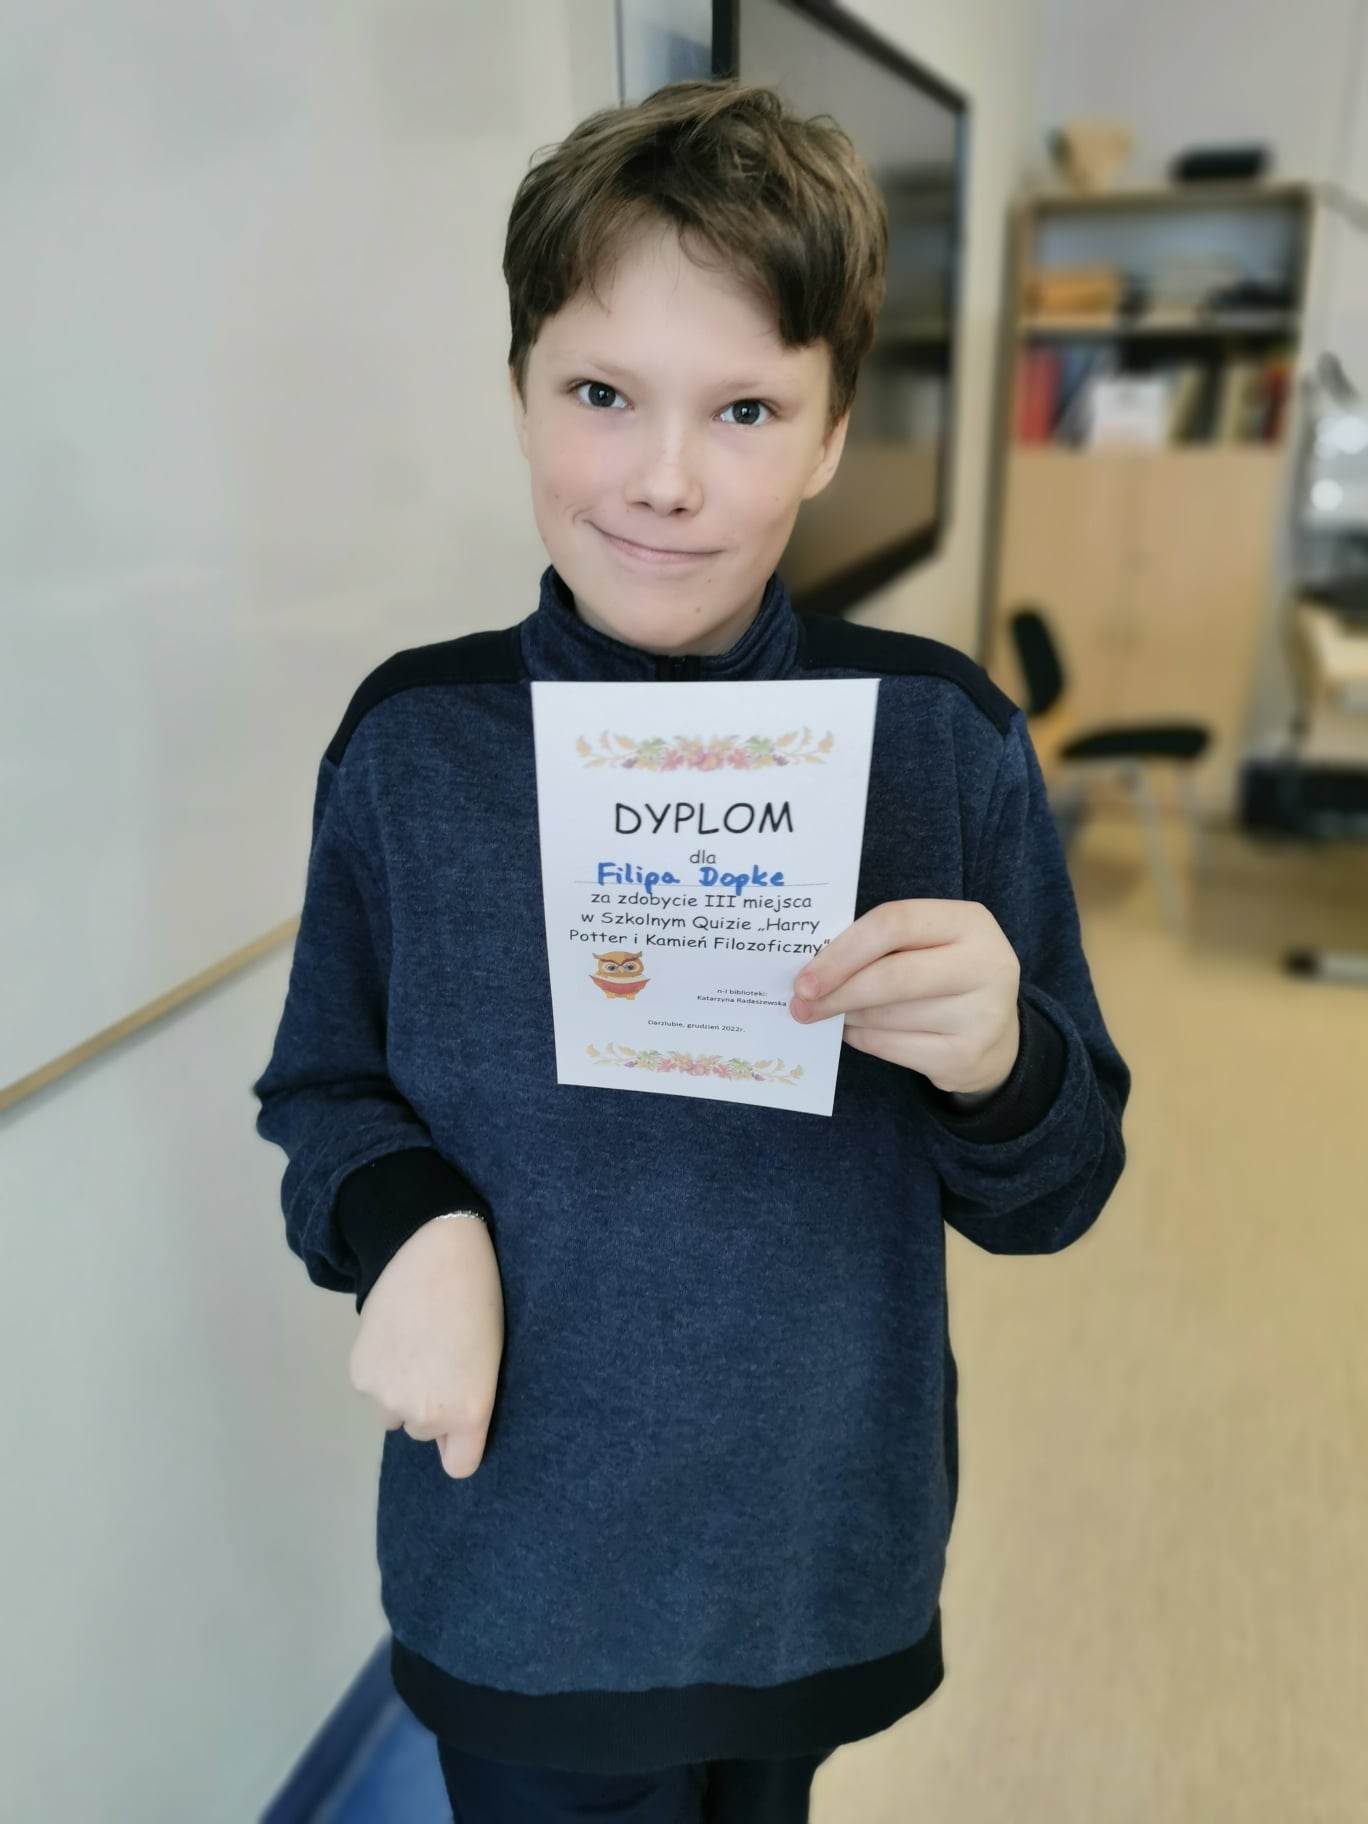 DYPLOM
dla
Filipa Dopke
za zdobycie III miejsca
w Szkolnym Quizie „Harry
Potter i Kamień Filozoficzny"
n-l biblioteki:
Katarzyna Radaszewska
Darzlubie, grudzień 2022r.